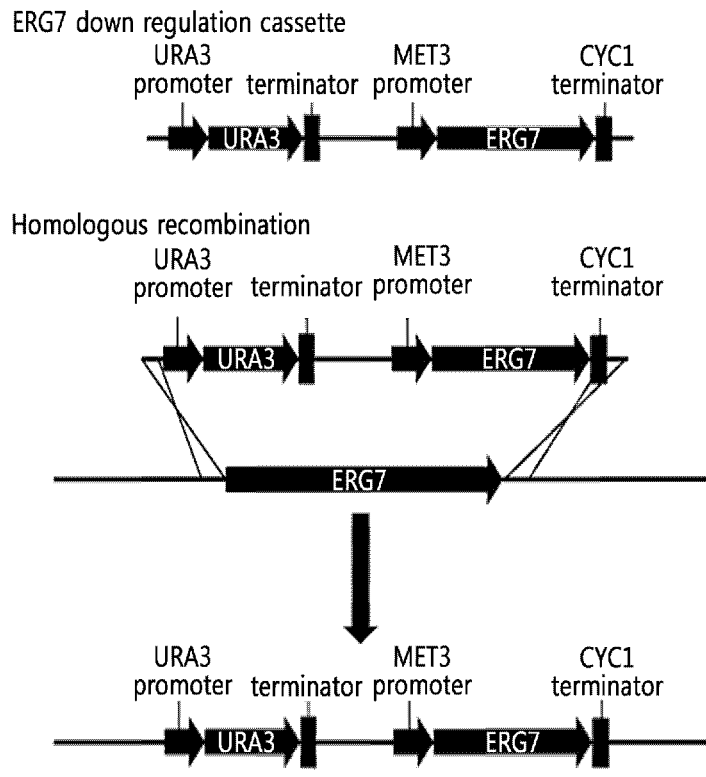 ERG7 down regulation cassette
URA3 MET3 CYC1
promoter terminator promoter terminator
URA3 ERG7
Homologous recombination
URA3 MET3 CYC1
promoter terminator promoter terminator
URA3 ERG7
ERG7
URA3 MET3 CYC1
promoter terminator promoter terminator
URA3 ERG7